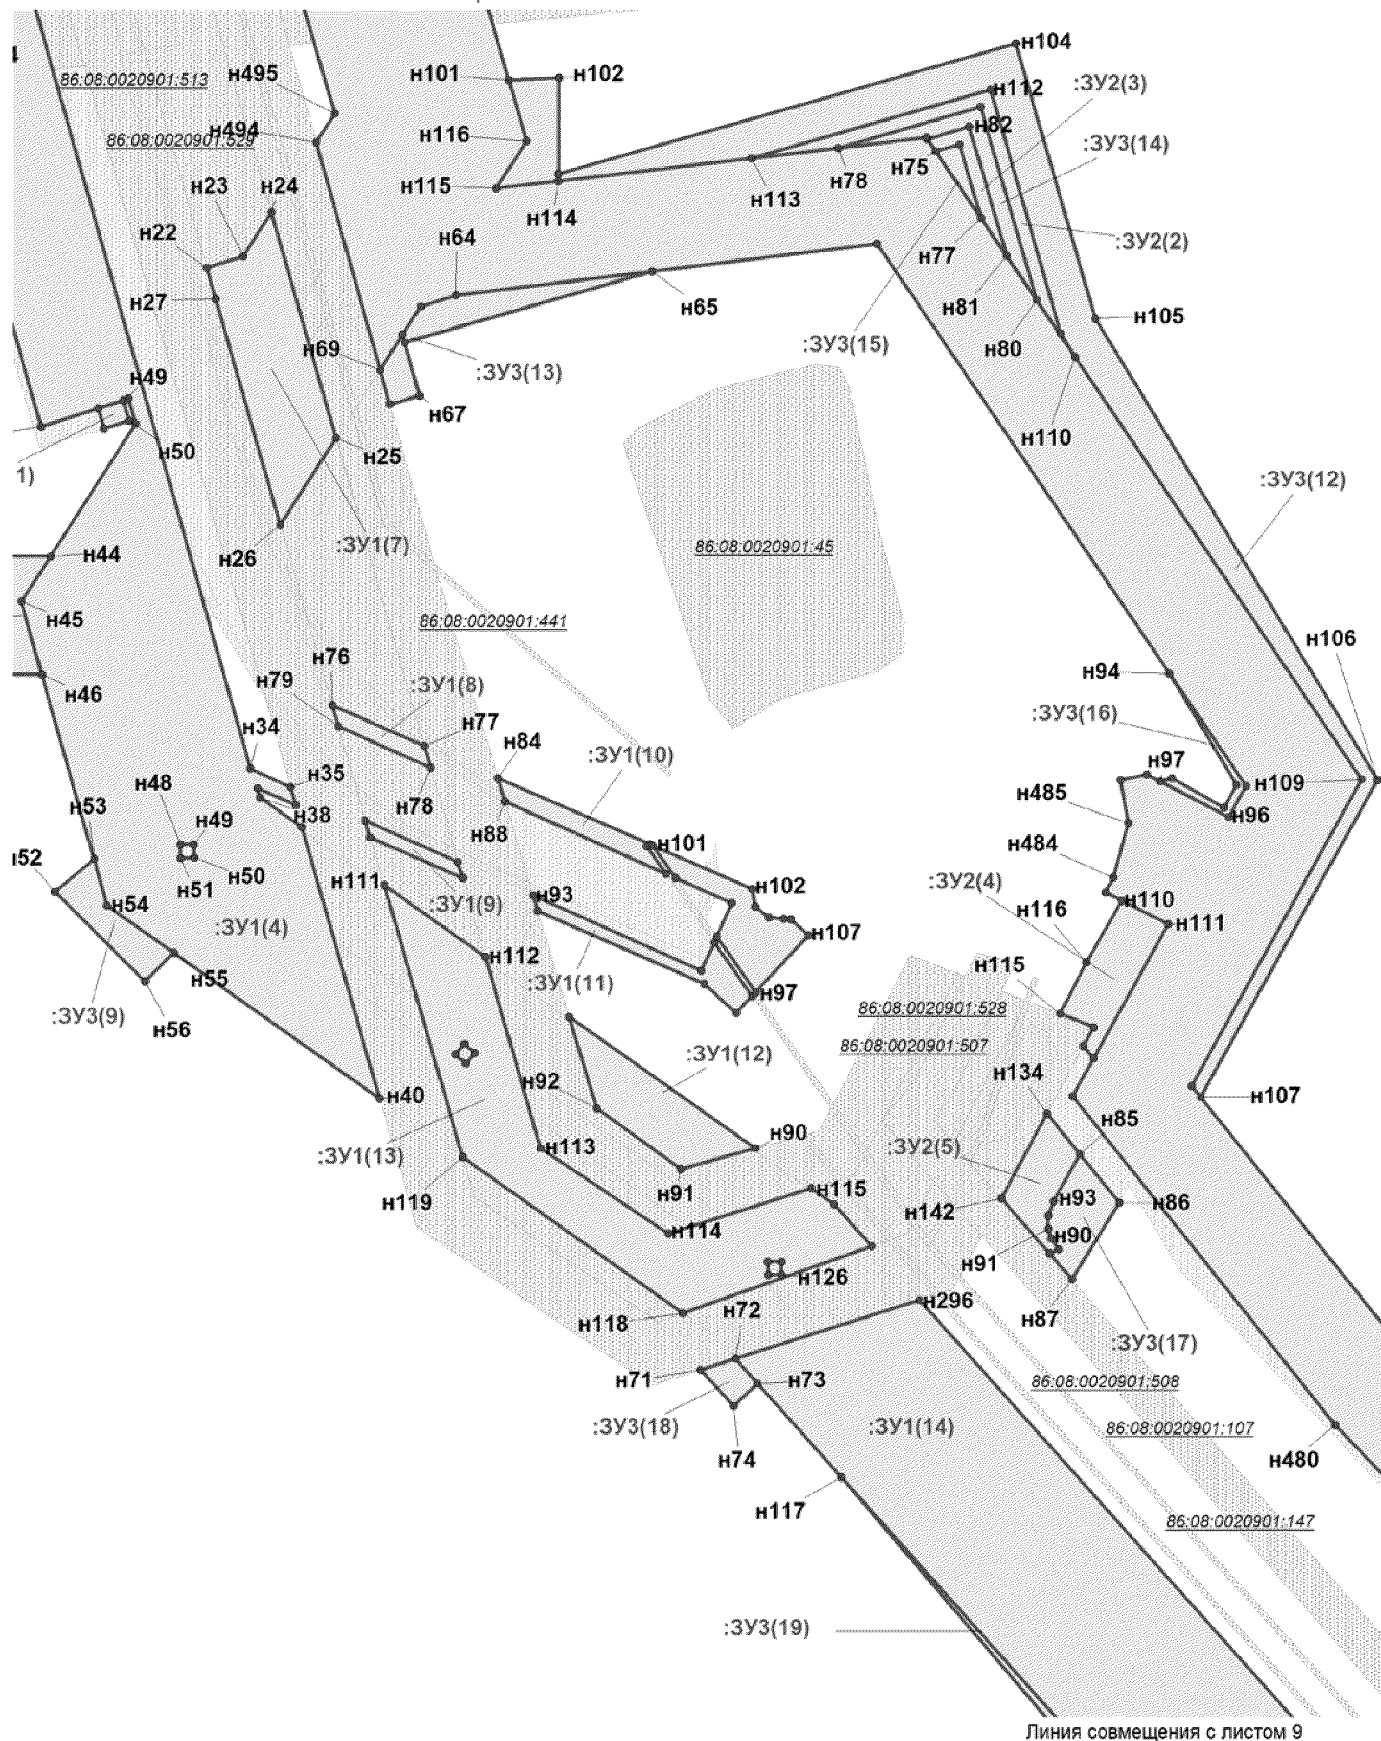 н104
86:08:0020901:513
н495
н101
н102
:ЗУ2(3)
н112
н494
86:08:0020901:529
н116
н82
:ЗУ3(14)
н75
н23
н24
н115
н113
н78
н22
н114
н64
н77
:ЗУ2(2)
н27
н65
н81
н105
н69
:ЗУ3(15)
н80
:ЗУ3(13)
н49
н67
н50
н25
н110
1)
:ЗУ3(12)
н44
н26
:ЗУ1(7)
86:08:0020901:45
н45
86:08:0020901:441
н106
н76
н46
н79
:ЗУ1(8)
н94
:ЗУ3(16)
н34
н77
н84
:ЗУ1(10)
н97
н48
н35
н109
н485
н53
н49
н38
н78
н88
н101
н96
н484
н52
н51
н50
н111
н93
н102
:ЗУ2(4)
н54
:ЗУ1(9)
н110
н116
:ЗУ1(4)
н107
н111
н112
н55
:ЗУ1(11)
н97
н115
:ЗУ3(9)
н56
86:08:0020901:528
86:08:0020901:507
:ЗУ1(12)
н92
н134
н40
н107
н90
н85
:ЗУ1(13)
н113
:ЗУ2(5)
н91
н119
н115
н93
н86
н142
н114
н90
н91
н126
н72
н296
н118
н87
:ЗУ3(17)
н71
н73
86:08:0020901:508
:ЗУ3(18)
:ЗУ1(14)
86:08:0020901:107
н74
н480
н117
86:08:0020901:147
:ЗУ3(19)
Линия совмещения с листом 9